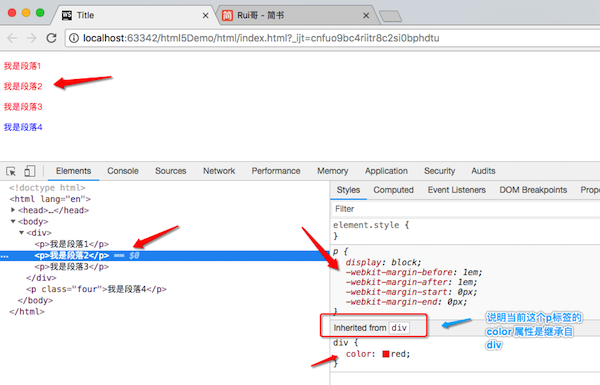 Title
Rui哥 - 简书
localhost:63342/html5Demo/html/index.html?_ijt=cnfuo9bc4riitr8c2si0bphdtu
我是段落1
我是段落2
我是段落3
我是段落4
Elements Console Sources Network Performance Memory Application Security Audits
<!doctype html>
<html lang="en">
<head>…</head>
<body>
<div>
<p>我是段落1</p>
… <p>我是段落2</p> == $0
<p>我是段落3</p>
</div>
<p class="four">我是段落4</p>
</body>
</html>
Styles Computed Event Listeners DOM Breakpoints Prope
Filter
element.style {
}
p {
display: block;
-webkit-margin-before: 1em;
-webkit-margin-after: 1em;
-webkit-margin-start: 0px;
-webkit-margin-end: 0px;
}
Inherited from div
div {
color: red;
}
说明当前这个p标签的
color属性是继承自
div